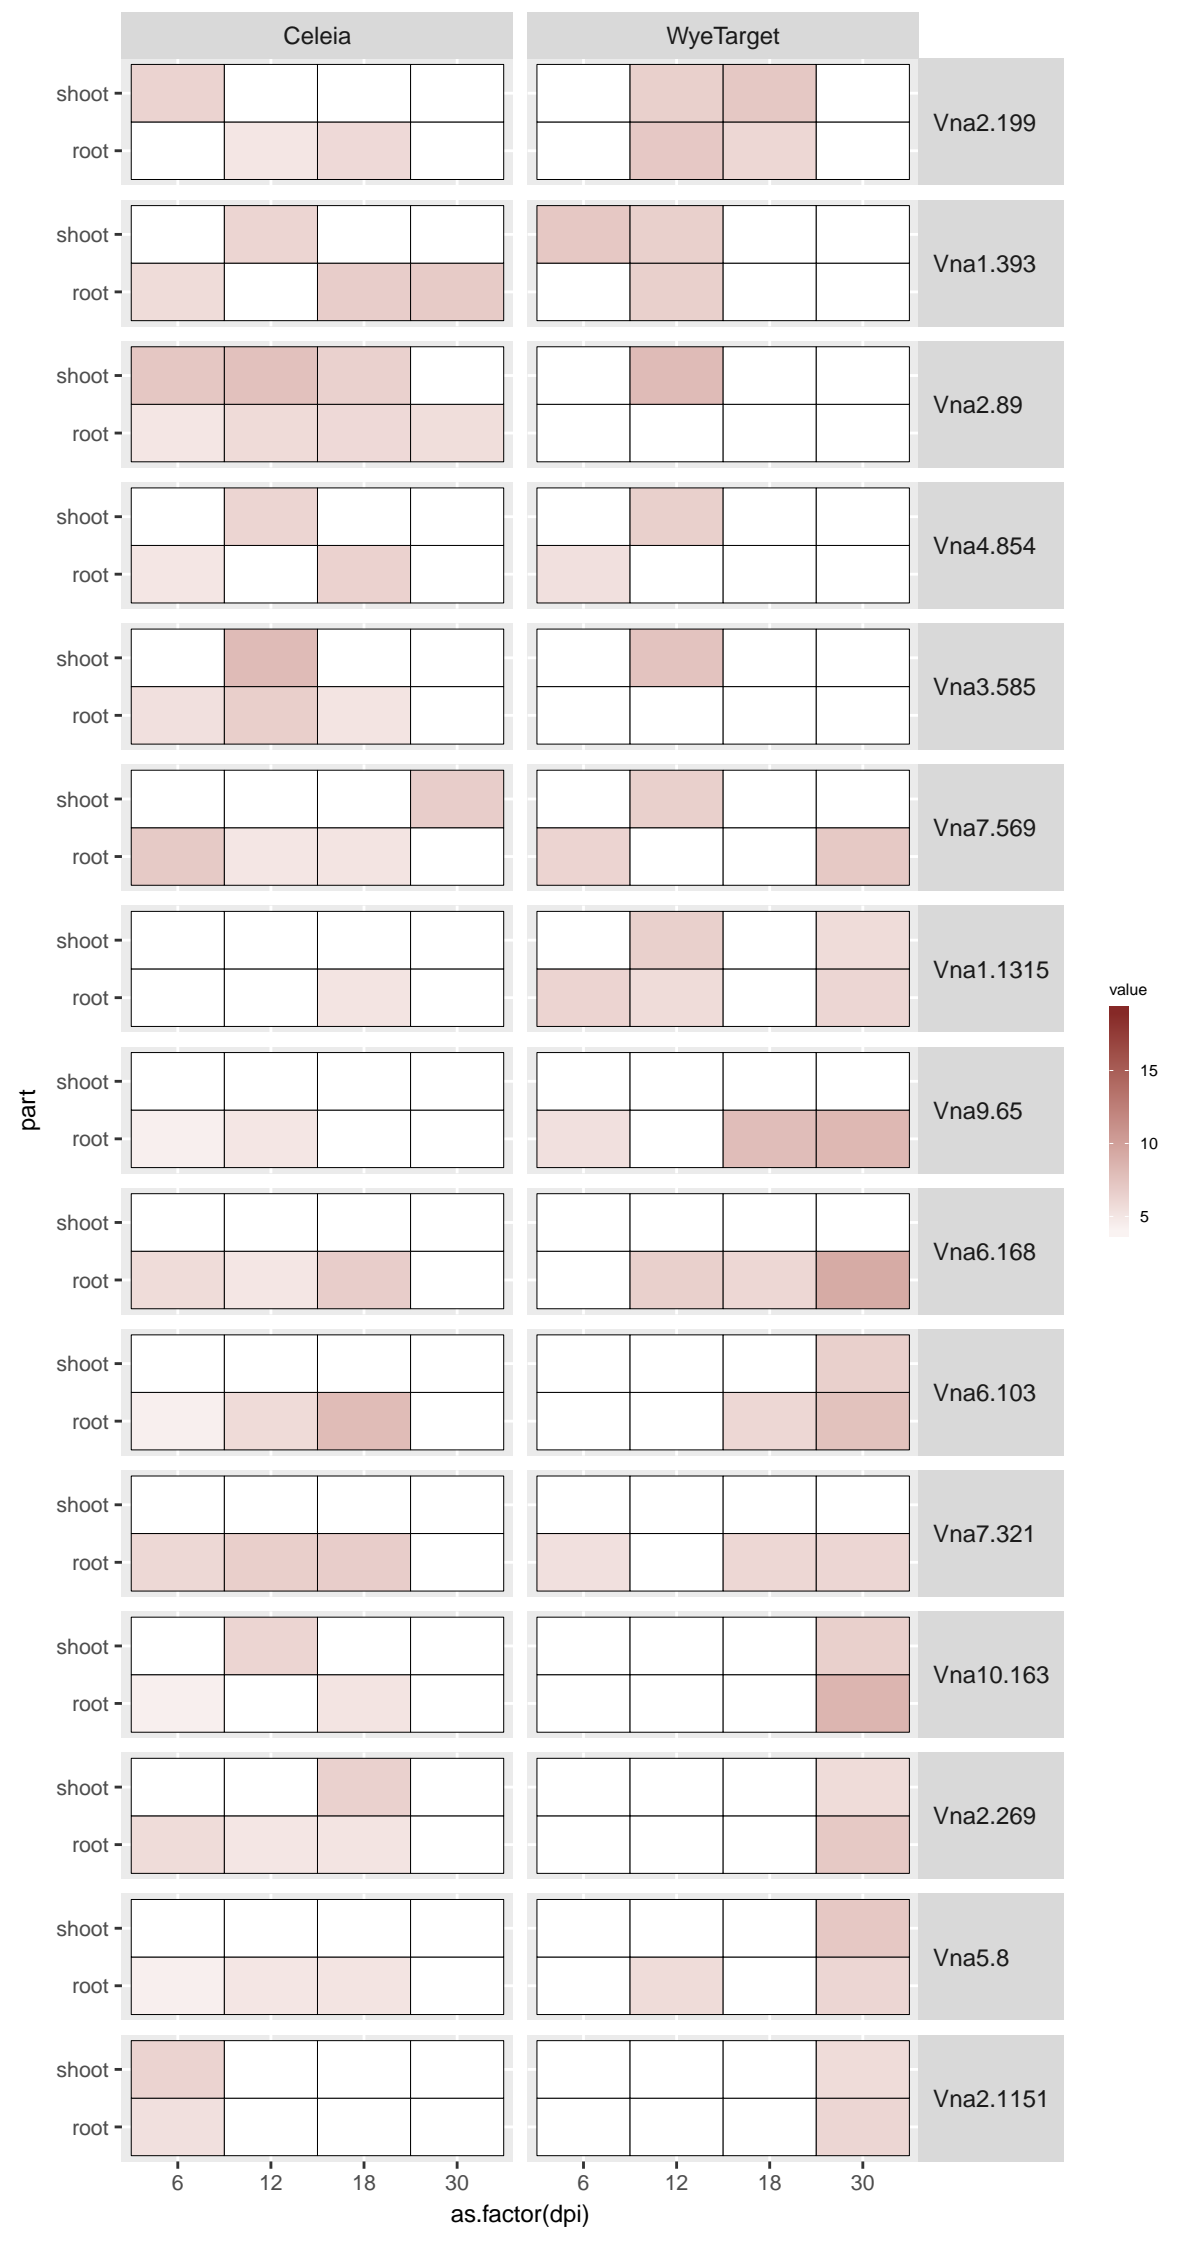 Celeia
WyeTarget
shoot
root
Vna2.199
shoot
root
Vna1.393
shoot
root
Vna2.89
shoot
root
Vna4.854
shoot
root
Vna3.585
shoot
root
Vna7.569
shoot
root
Vna1.1315
shoot
root
Vna9.65
shoot
root
Vna6.168
shoot
root
Vna6.103
shoot
root
Vna7.321
shoot
root
Vna10.163
shoot
root
Vna2.269
shoot
root
Vna5.8
shoot
root
Vna2.1151
6 12 18 30
6 12 18 30
as.factor(dpi)
part
value
15
10
5